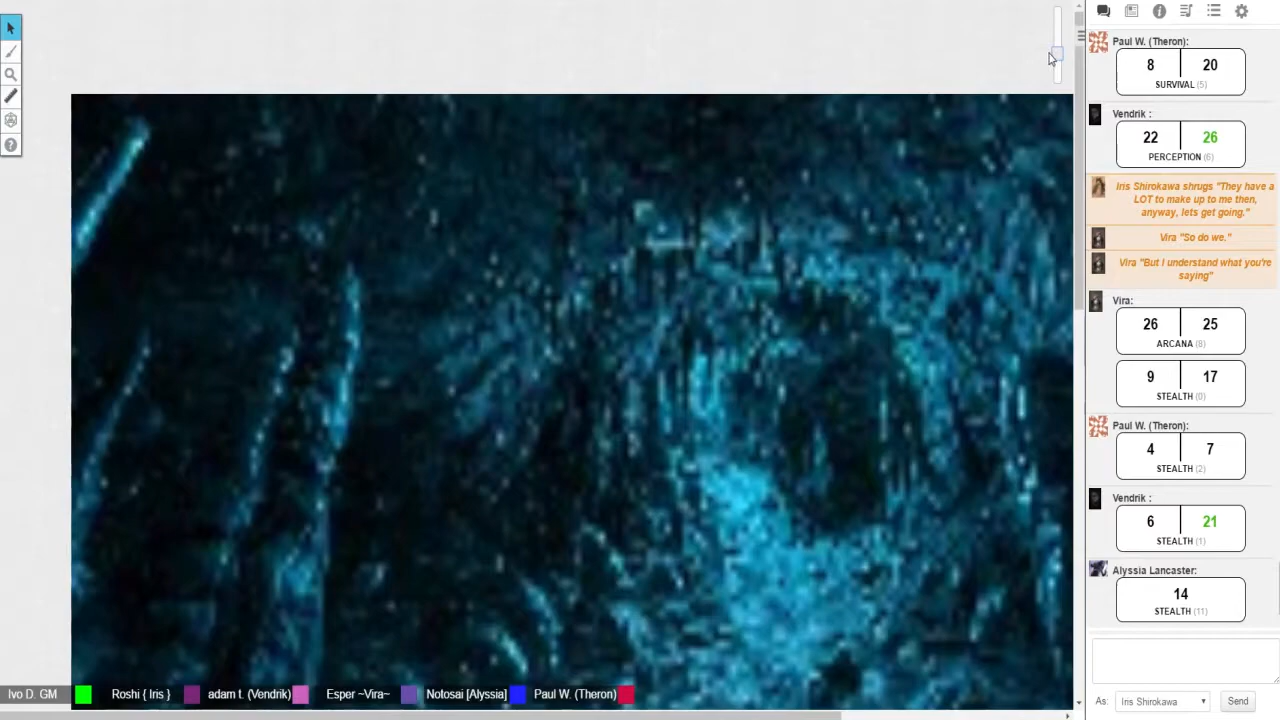 Paul W. (Theron):
8 20
SURVIVAL (5)
Vendrik :
22 26
PERCEPTION (6)
Iris Shirokawa shrugs "They have a
LOT to make up to me then,
anyway, lets get going."
Vira "So do we."
Vira "But I understand what you're
saying"
Vira:
26 25
ARCANA (8)
9 17
STEALTH (0)
Paul W. (Theron):
4 7
STEALTH (2)
Vendrik :
6 21
STEALTH (1)
Alyssia Lancaster:
14
STEALTH (11)
As: Iris Shirokawa Send
Ivo D. GM Roshi { Iris } adam t. (Vendrik) Esper ~Vira~ Notosai [Alyssia] Paul W. (Theron)